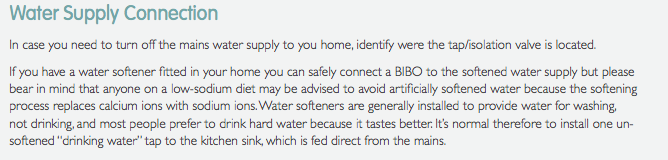 Water Supply Connection
In case you need to turn off the mains water supply to you home, identify were the tap/isolation valve is located.
If you have a water softener fitted in your home you can safely connect a BIBO to the softened water supply but please
bear in mind that anyone on a low-sodium diet may be advised to avoid artificially softened water because the softening
process replaces calcium ions with sodium ions. Water softeners are generally installed to provide water for washing,
not drinking, and most people prefer to drink hard water because it tastes better. It's normal therefore to install one un-
softened "drinking water" tap to the kitchen sink, which is fed direct from the mains.